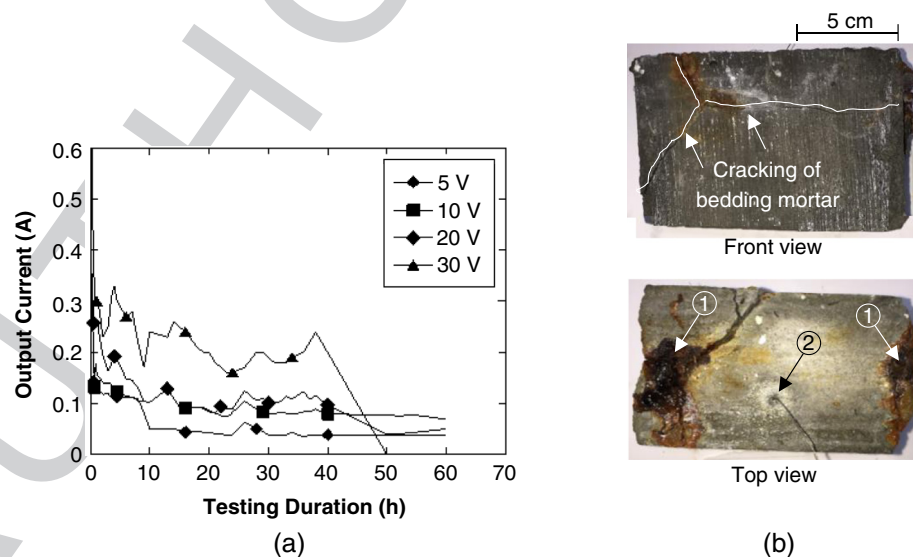 0.6
0.5
0.4
0.3
0.2
0.1
0
Output Current (A)
5 V
10 V
20 V
30 V
0 10 20 30 40 50 60 70
Testing Duration (h)
(a)
5 cm
Cracking of
bedding mortar
Front view
① ②  ①
Top view
(b)